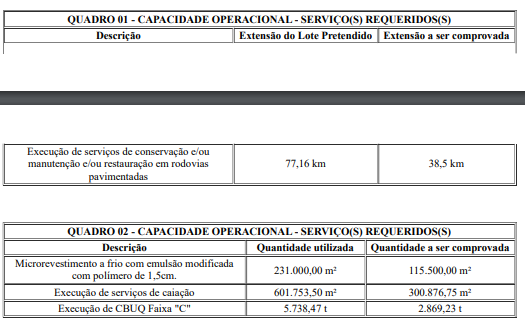 QUADRO 01 - CAPACIDADE OPERACIONAL - SERVIÇO(S) REQUERIDOS(S)
Descrição Extensão do Lote Pretendido Extensão a ser comprovada
Execução de serviços de conservação e/ou
manutenção e/ou restauração em rodovias 77,16 km 38,5 km
pavimentadas
QUADRO 02 - CAPACIDADE OPERACIONAL - SERVIÇO(S) REQUERIDOS(S)
Descrição Quantidade utilizada Quantidade a ser comprovada
Microrevestimento a frio com emulsão modificada
com polímero de 1,5cm. 231.000,00 m² 115.500,00 m²
Execução de serviços de caiação 601.753,50 m² 300.876,75 m²
Execução de CBUQ Faixa "C" 5.738,47 t 2.869,23 t